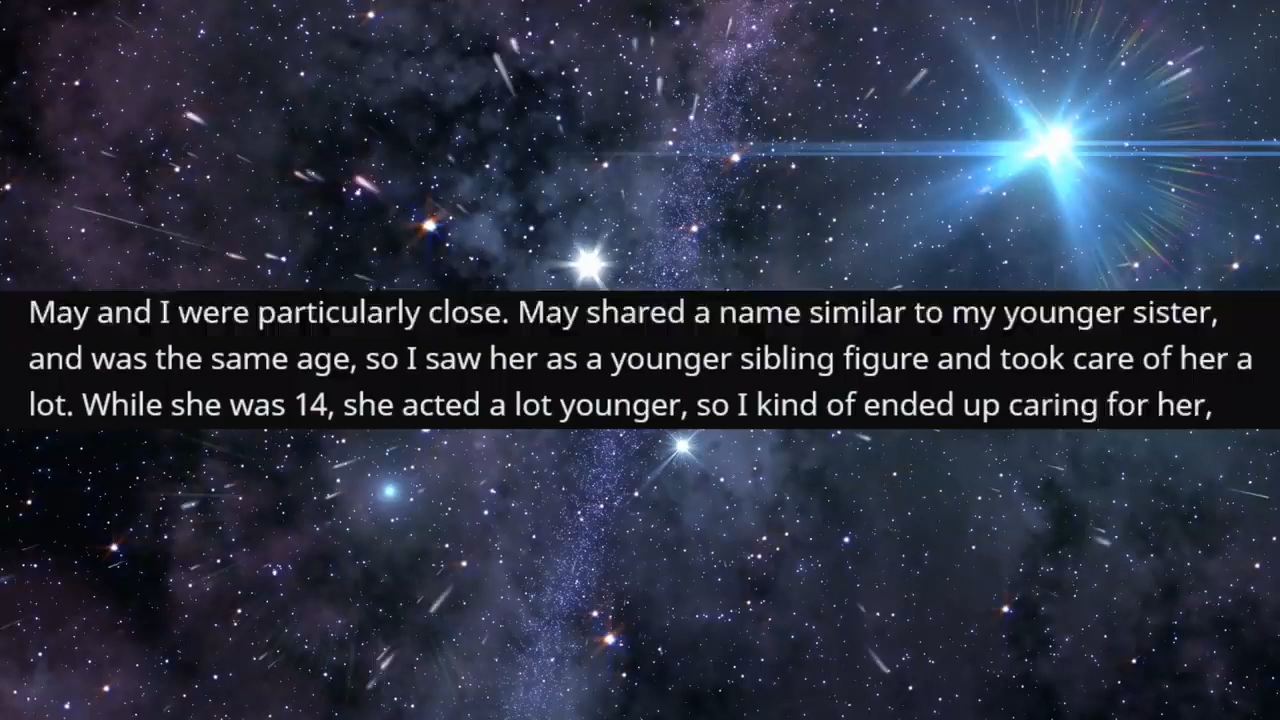 May and I were particularly close. May shared a name similar to my younger sister,
and was the same age, so I saw her as a younger sibling figure and took care of her a
lot. While she was 14, she acted a lot younger, so I kind of ended up caring for her,